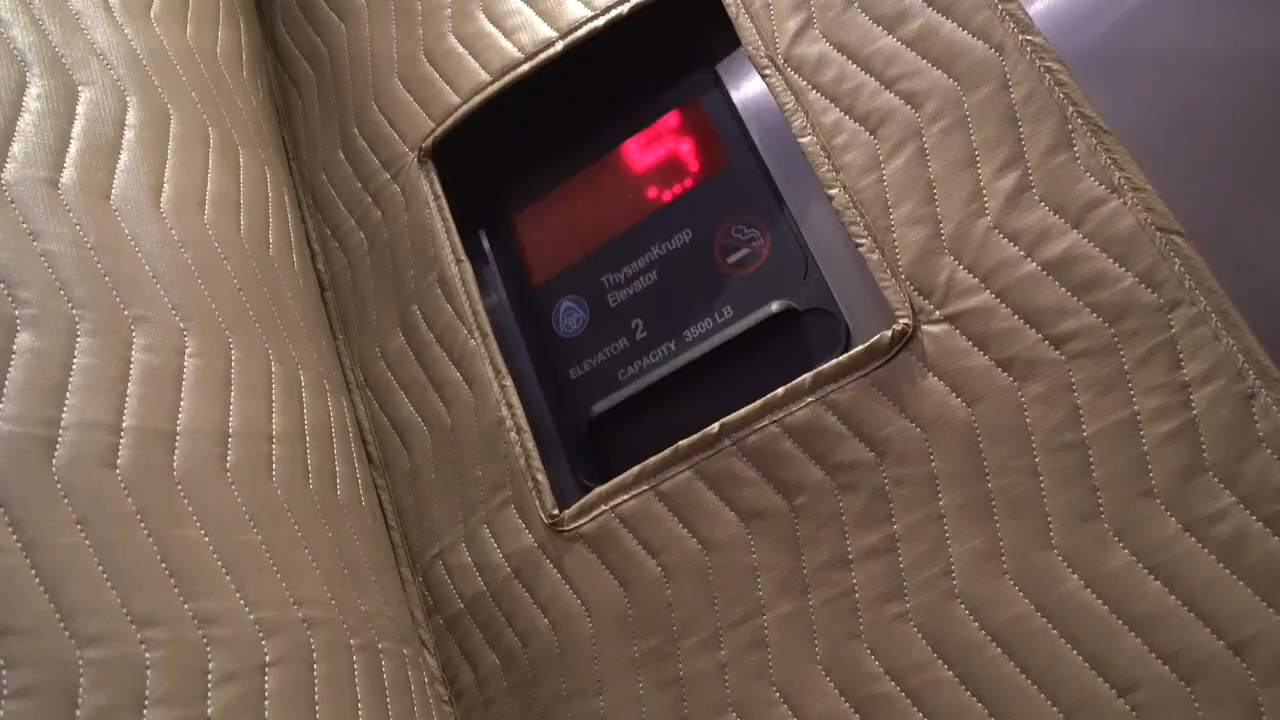 5
ThyssenKrupp
Elevator
ELEVATOR 2
CAPACITY 3500 LB